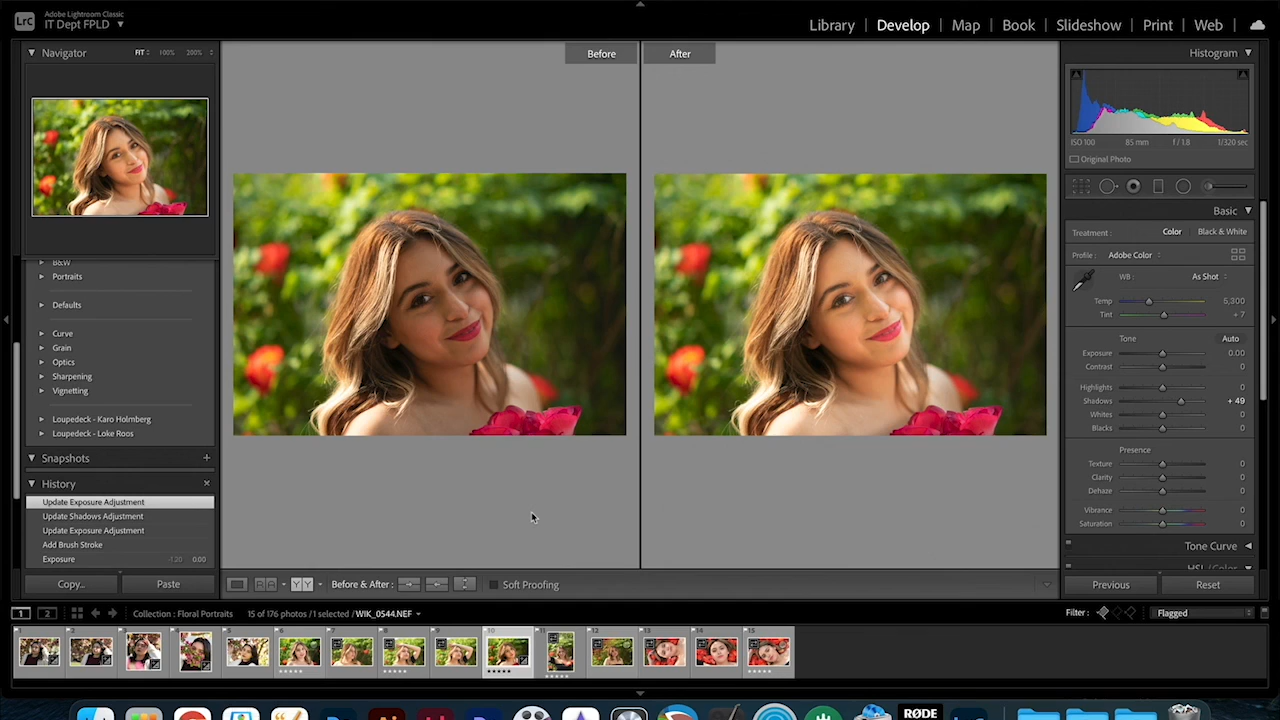 LrC
Adobe Lightroom Classic
IT Dept FPLD
Library
Develop
Map
Book
Slideshow
Print
Web
Navigator
FIT
100%
200%
Before
After
Histogram
ISO 100
85 mm
f / 1.8
1/320 sec
Original Photo
Basic
Treatment :
Color
Black & White
Profile :
Adobe Color
WB :
As Shot
Temp
5,300
Tint
+ 7
Tone
Auto
Exposure
0.00
Contrast
0
Highlights
0
Shadows
+ 49
Whites
0
Blacks
0
Presence
Texture
0
Clarity
0
Dehaze
0
Vibrance
0
Saturation
0
Tone Curve
Previous
Reset
B&W
Portraits
Defaults
Curve
Grain
Optics
Sharpening
Vignetting
Loupedeck - Karo Holmberg
Loupedeck - Loke Roos
Snapshots
History
Update Exposure Adjustment
Update Shadows Adjustment
Update Exposure Adjustment
Add Brush Stroke
Exposure
-1.20
0.00
Copy...
Paste
Before & After :
Soft Proofing
1
2
Collection : Floral Portraits
15 of 176 photos / 1 selected / WIK_0544.NEF
Filter :
Flagged
RØDE